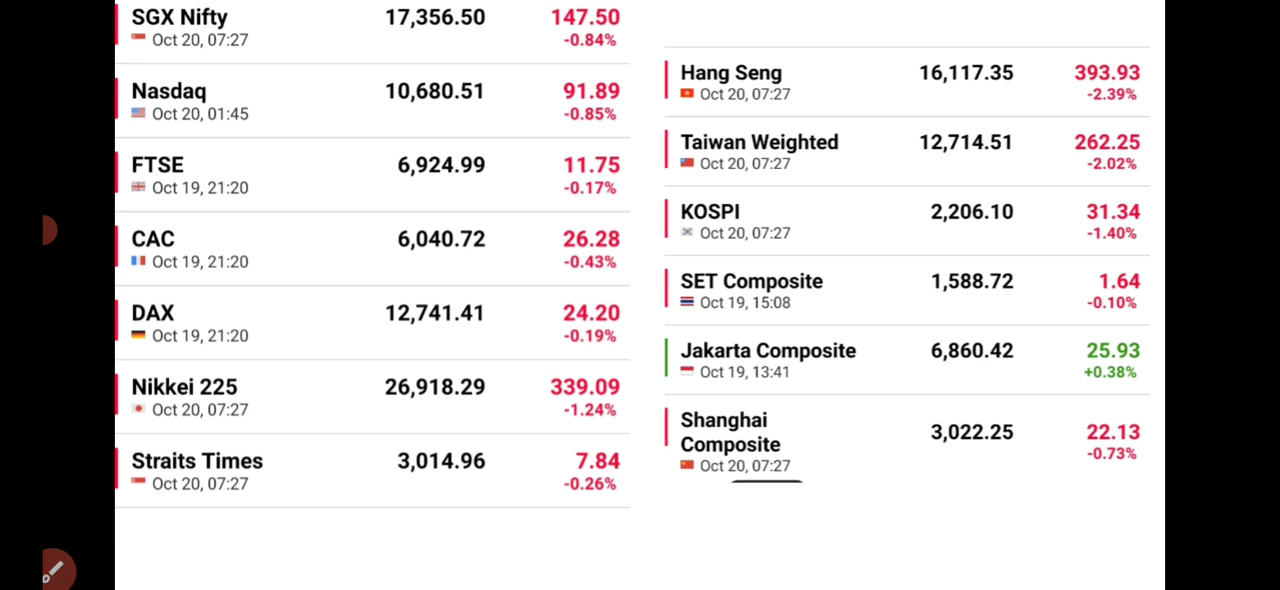 SGX Nifty 17,356.50 147.50
Oct 20, 07:27 -0.84%
Nasdaq 10,680.51 91.89
Oct 20, 01:45 -0.85%
FTSE 6,924.99 11.75
Oct 19, 21:20 -0.17%
CAC 6,040.72 26.28
Oct 19, 21:20 -0.43%
DAX 12,741.41 24.20
Oct 19, 21:20 -0.19%
Nikkei 225 26,918.29 339.09
Oct 20, 07:27 -1.24%
Straits Times 3,014.96 7.84
Oct 20, 07:27 -0.26%
Hang Seng 16,117.35 393.93
Oct 20, 07:27 -2.39%
Taiwan Weighted 12,714.51 262.25
Oct 20, 07:27 -2.02%
KOSPI 2,206.10 31.34
Oct 20, 07:27 -1.40%
SET Composite 1,588.72 1.64
Oct 19, 15:08 -0.10%
Jakarta Composite 6,860.42 25.93
Oct 19, 13:41 +0.38%
Shanghai
Composite 3,022.25 22.13
Oct 20, 07:27 -0.73%